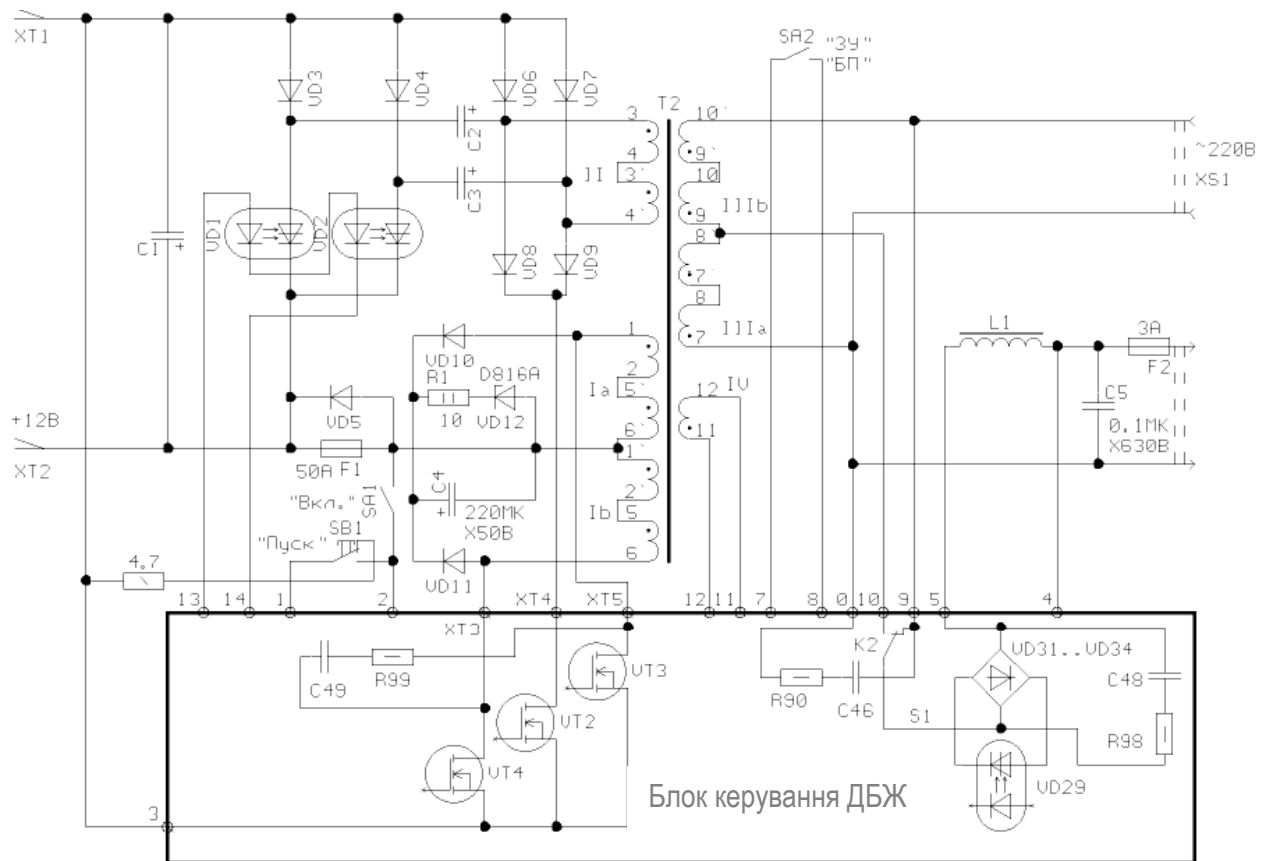 XT1
SA2 "ЗУ"
"БП"
VD3
VD4
VD6
VD7
T2
3
10`
C2
4
9`
~220В
II
3`
10
XS1
C3
4`
9
IIIb
VD1
VD2
8`
C1
VD8
VD9
7`
8
1
7
IIIa
L1
3А
VD10
2
F2
R1
D816A
Ia
5`
12
IV
C5
+12В
VD5
10
VD12
6`
11
0.1МК
X630В
XT2
50А F1
1`
C4
2`
"Вкл."
SA1
220МК
X50В
Ib
5
SB1
"Пуск"
6
4.7
VD11
13
14
1
2
XT4
XT5
12
11
7
8
0
10
9
5
4
XT3
K2
VD31..VD34
C49
R99
VT3
C48
R90
C46
VT2
S1
R98
VT4
VD29
Блок керування ДБЖ
3